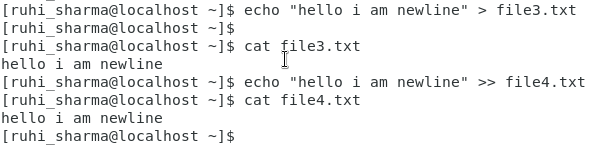 [ruhi_sharma@localhost ~]$ echo "hello i am newline" > file3.txt
[ruhi_sharma@localhost ~]$
[ruhi_sharma@localhost ~]$ cat file3.txt
hello i am newline
[ruhi_sharma@localhost ~]$ echo "hello i am newline" >> file4.txt
[ruhi_sharma@localhost ~]$ cat file4.txt
hello i am newline
[ruhi_sharma@localhost ~]$